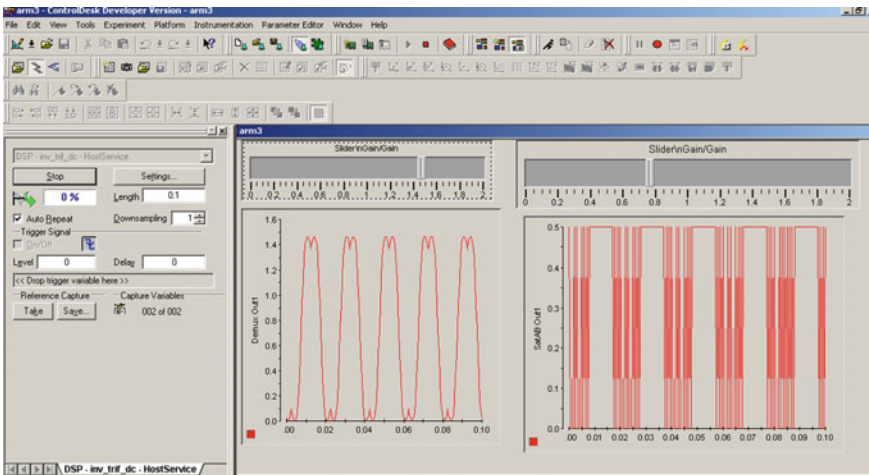 arm3 - ControlDesk Developer Version - arm3
File Edit View Tools Experiment Platform Instrumentation Parameter Editor Window Help
DSP - inv_trif_dc - HostService
Stop
Settings...
0 %
Length
0.1
Auto Repeat
Downsampling
1
Trigger Signal
On/Off
Level
0
Delay
0
<< Drop trigger variable here >>
Reference Capture
Capture Variables
Take
Save...
002 of 002
DSP - inv_trif_dc - HostService
arm3
Slider\nGain/Gain
0 0.2 0.4 0.6 0.8 1 1.2 1.4 1.6 1.8 2
Slider\nGain/Gain
0 0.2 0.4 0.6 0.8 1 1.2 1.4 1.6 1.8 2
Demux Out1
1.6
1.4
1.2
1.0
0.8
0.6
0.4
0.2
0.0
.00 0.02 0.04 0.06 0.08 0.10
SatAB Out1
0.5
0.4
0.3
0.2
0.1
0.0
.00 0.01 0.02 0.03 0.04 0.05 0.06 0.07 0.08 0.09 0.10